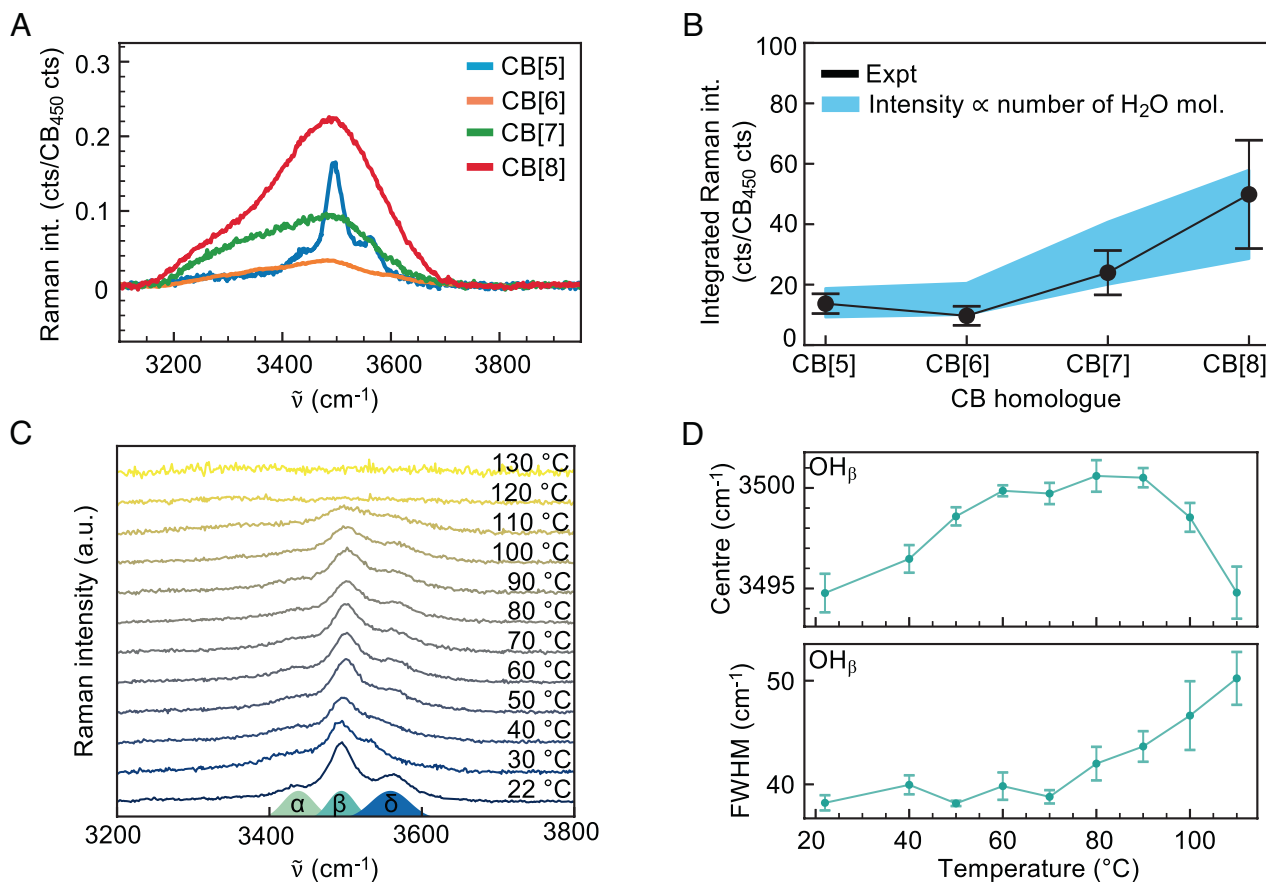 A
Raman int. (cts/CB450 cts)
0.3
0.2
0.1
0
3200
3400
3600
3800
ṽ (cm-1)
CB[5]
CB[6]
CB[7]
CB[8]
B
Integrated Raman int.
(cts/CB450 cts)
100
80
60
40
20
0
Expt
Intensity ∝ number of H2O mol.
CB[5]
CB[6]
CB[7]
CB[8]
CB homologue
C
Raman intensity (a.u.)
130 °C
120 °C
110 °C
100 °C
90 °C
80 °C
70 °C
60 °C
50 °C
40 °C
30 °C
22 °C
α
β
δ
3200
3400
3600
3800
ṽ (cm-1)
D
OHβ
Centre (cm-1)
3500
3495
OHβ
FWHM (cm-1)
50
40
20
40
60
80
100
Temperature (°C)